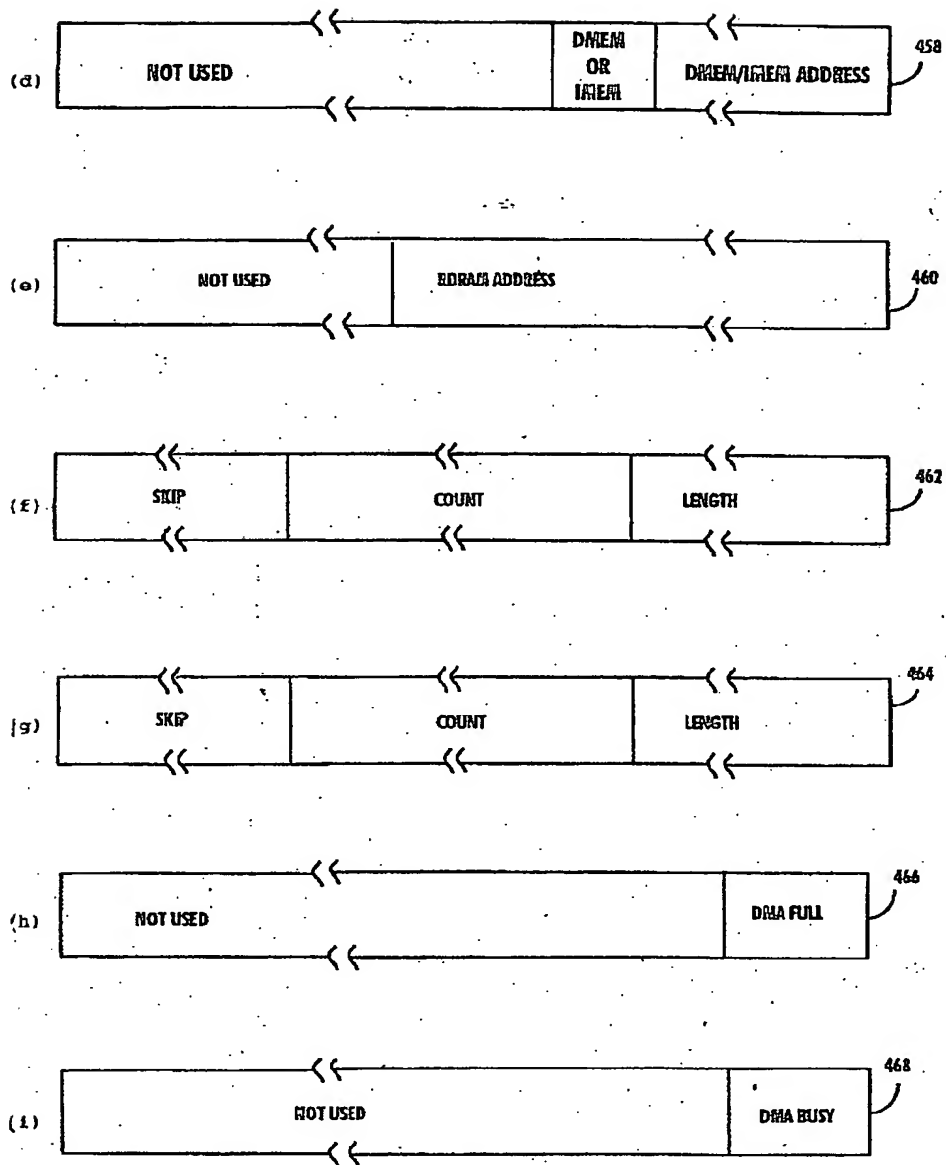 (d) NOT USED DMEM OR IMEM DMEM/IMEM ADDRESS 458
(e) NOT USED RDRAM ADDRESS 460
(f) SKIP COUNT LENGTH 462
(g) SKIP COUNT LENGTH 464
(h) NOT USED DMA FULL 466
(i) NOT USED DMA BUSY 468